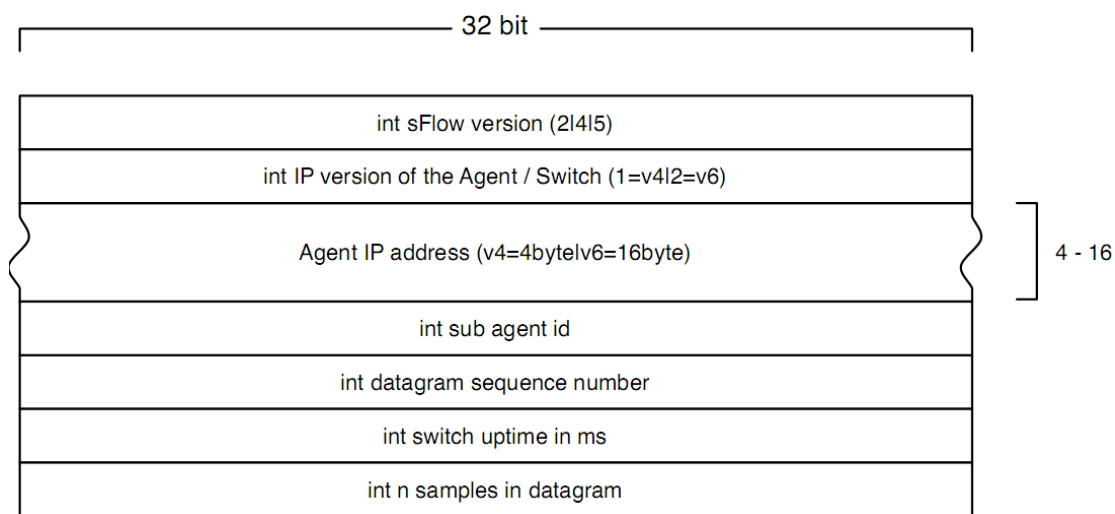 32 bit
int sFlow version (2|4|5)
int IP version of the Agent / Switch (1=v4|2=v6)
Agent IP address (v4=4byte|v6=16byte)
4 - 16
int sub agent id
int datagram sequence number
int switch uptime in ms
int n samples in datagram